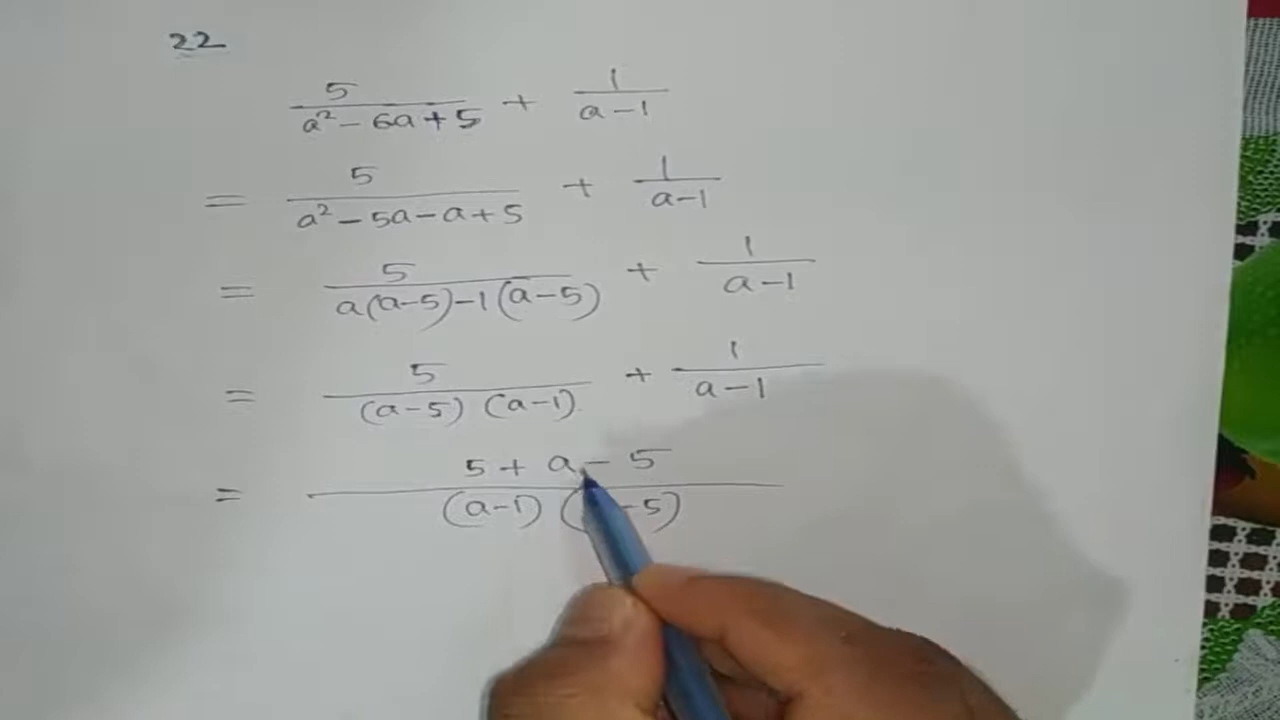 22
5/(a² - 6a + 5) + 1/(a - 1)
= 5/(a² - 5a - a + 5) + 1/(a - 1)
= 5/(a(a - 5) - 1(a - 5)) + 1/(a - 1)
= 5/((a - 5) (a - 1)) + 1/(a - 1)
= (5 + a - 5)/((a - 1) ( - 5))